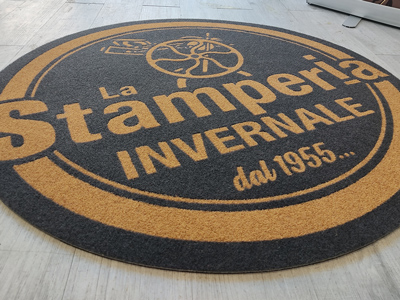 La
Stamperia
INVERNALE
dal 1955...